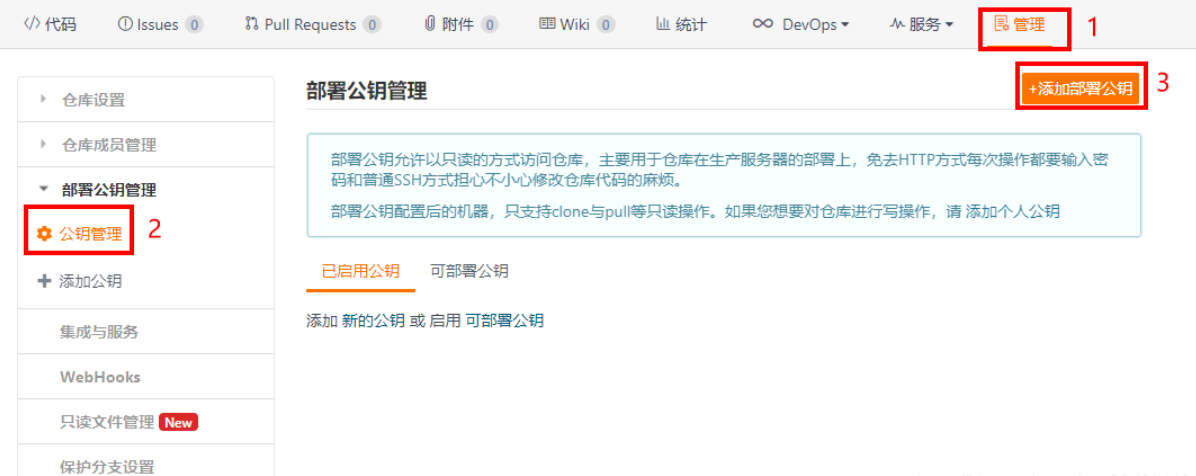 代码 Issues 0 Pull Requests 0 附件 0 Wiki 0 统计 DevOps 服务 管理 1
部署公钥管理
+添加部署公钥 3
仓库设置
仓库成员管理
部署公钥管理
公钥管理 2
添加公钥
集成与服务
WebHooks
只读文件管理 New
保护分支设置
部署公钥允许以只读的方式访问仓库，主要用于仓库在生产服务器的部署上，免去HTTP方式每次操作都要输入密
码和普通SSH方式担心不小心修改仓库代码的麻烦。
部署公钥配置后的机器，只支持clone与pull等只读操作。如果您想要对仓库进行写操作，请 添加个人公钥
已启用公钥 可部署公钥
添加 新的公钥 或 启用 可部署公钥